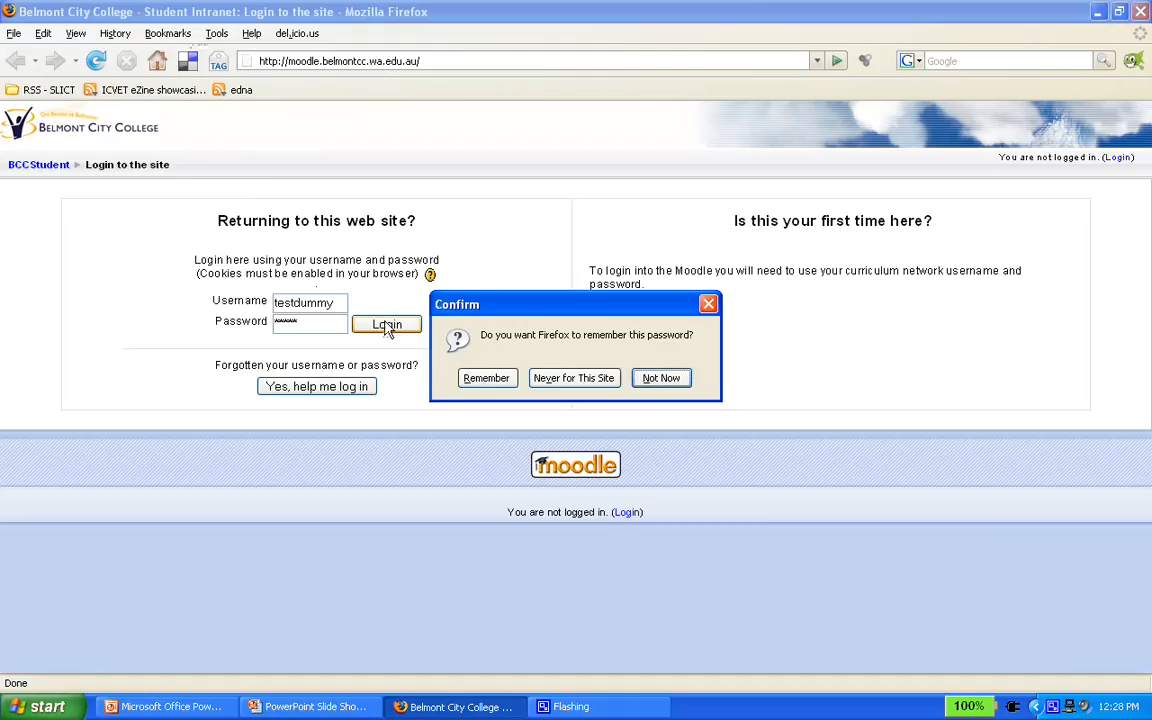 Belmont City College - Student Intranet: Login to the site - Mozilla Firefox
File Edit View History Bookmarks Tools Help del.icio.us
TAG http://moodle.belmontcc.wa.edu.au/ G Google
RSS - SLICT ICVET eZine showcasi... edna
BELMONT CITY COLLEGE
BCCStudent ► Login to the site
You are not logged in. (Login)
Returning to this web site?
Login here using your username and password
(Cookies must be enabled in your browser) ?
Username testdummy
Password ***** Login
Forgotten your username or password?
Yes, help me log in
Is this your first time here?
To login into the Moodle you will need to use your curriculum network username and
password.
Confirm
? Do you want Firefox to remember this password?
Remember Never for This Site Not Now
moodle
You are not logged in. (Login)
Done
start Microsoft Office Pow... PowerPoint Slide Sho... Belmont City College ... Flashing 100% 12:28 PM